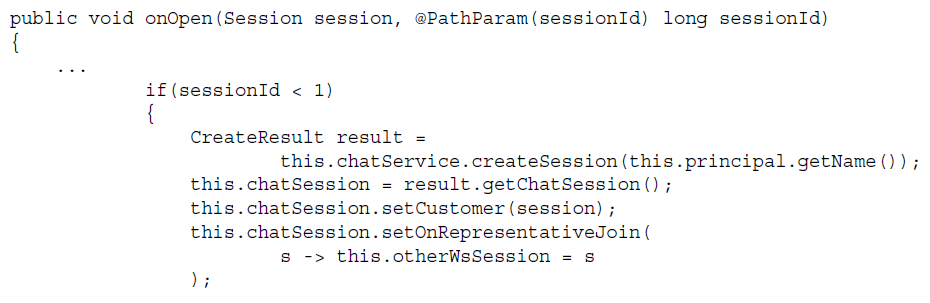 public void onOpen(Session session, @PathParam(sessionId) long sessionId)
{
    ...
            if(sessionId < 1)
            {
                CreateResult result =
                        this.chatService.createSession(this.principal.getName());
                this.chatSession = result.getChatSession();
                this.chatSession.setCustomer(session);
                this.chatSession.setOnRepresentativeJoin(
                        s -> this.otherWsSession = s
                );